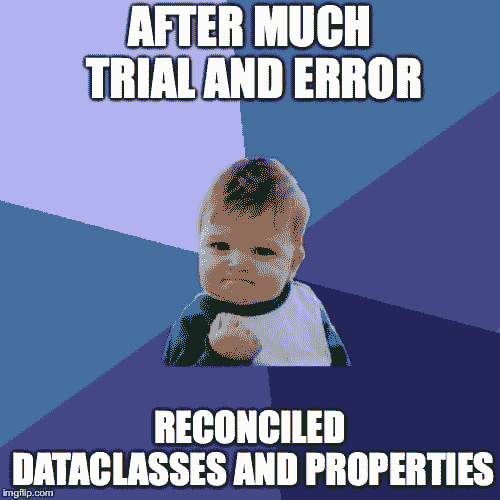 AFTER MUCH
TRIAL AND ERROR
RECONCILED
DATACLASSES AND PROPERTIES
imgflip.com